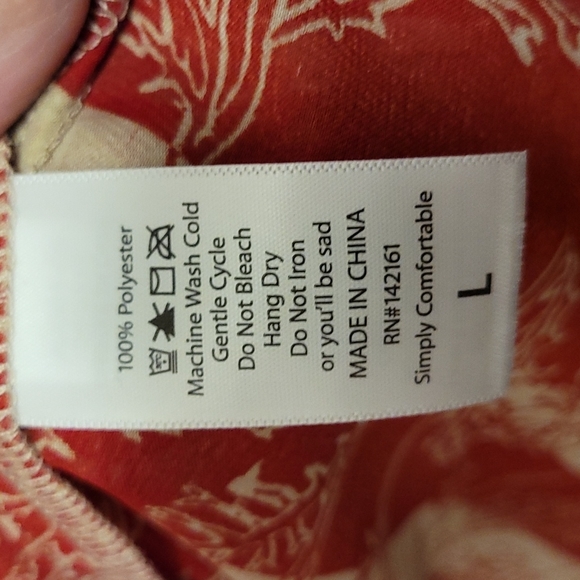 100% Polyester
Machine Wash Cold
Gentle Cycle
Do Not Bleach
Hang Dry
Do Not Iron
or you'll be sad
MADE IN CHINA
RN#142161
Simply Comfortable
L